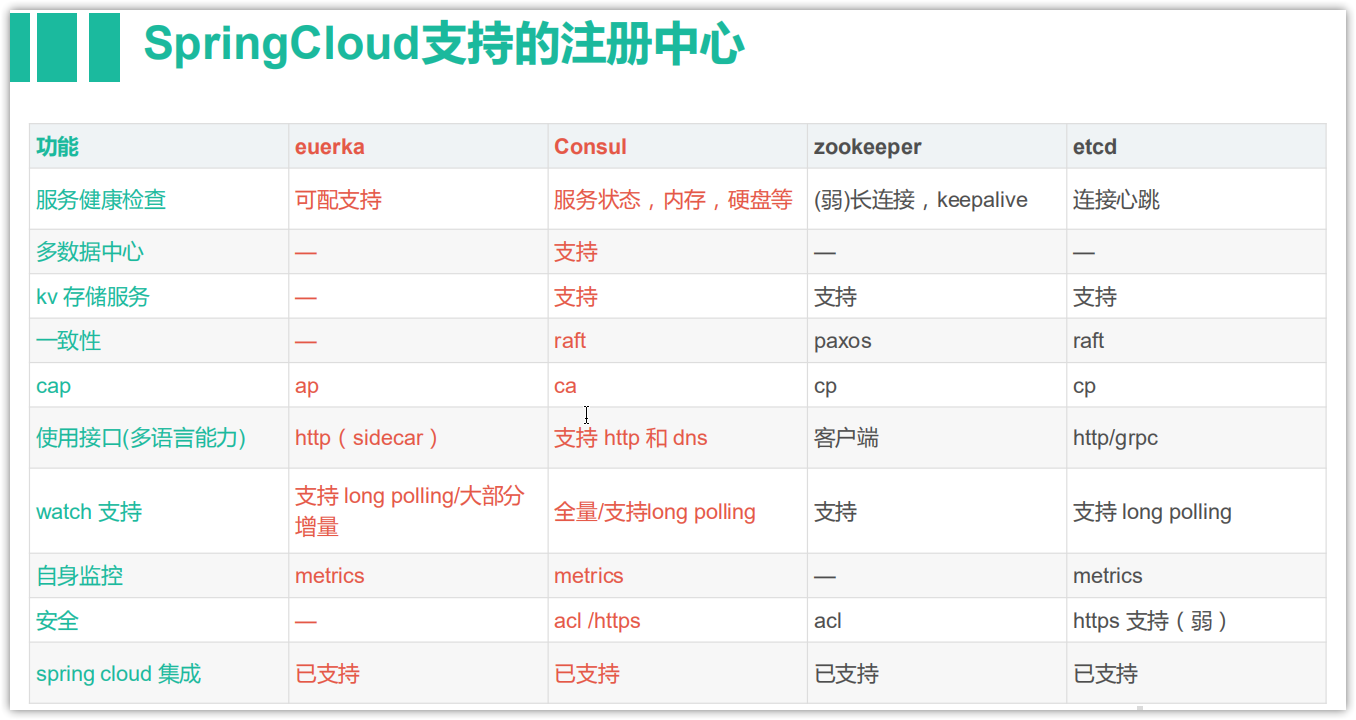 SpringCloud支持的注册中心
功能 euerka Consul zookeeper etcd
服务健康检查 可配支持 服务状态，内存，硬盘等 (弱)长连接，keepalive 连接心跳
多数据中心 — 支持 — —
kv 存储服务 — 支持 支持 支持
一致性 — raft paxos raft
cap ap ca cp cp
使用接口(多语言能力) http（sidecar） 支持 http 和 dns 客户端 http/grpc
watch 支持 支持 long polling/大部分 全量/支持long polling 支持 支持 long polling
增量
自身监控 metrics metrics — metrics
安全 — acl /https acl https 支持（弱）
spring cloud 集成 已支持 已支持 已支持 已支持